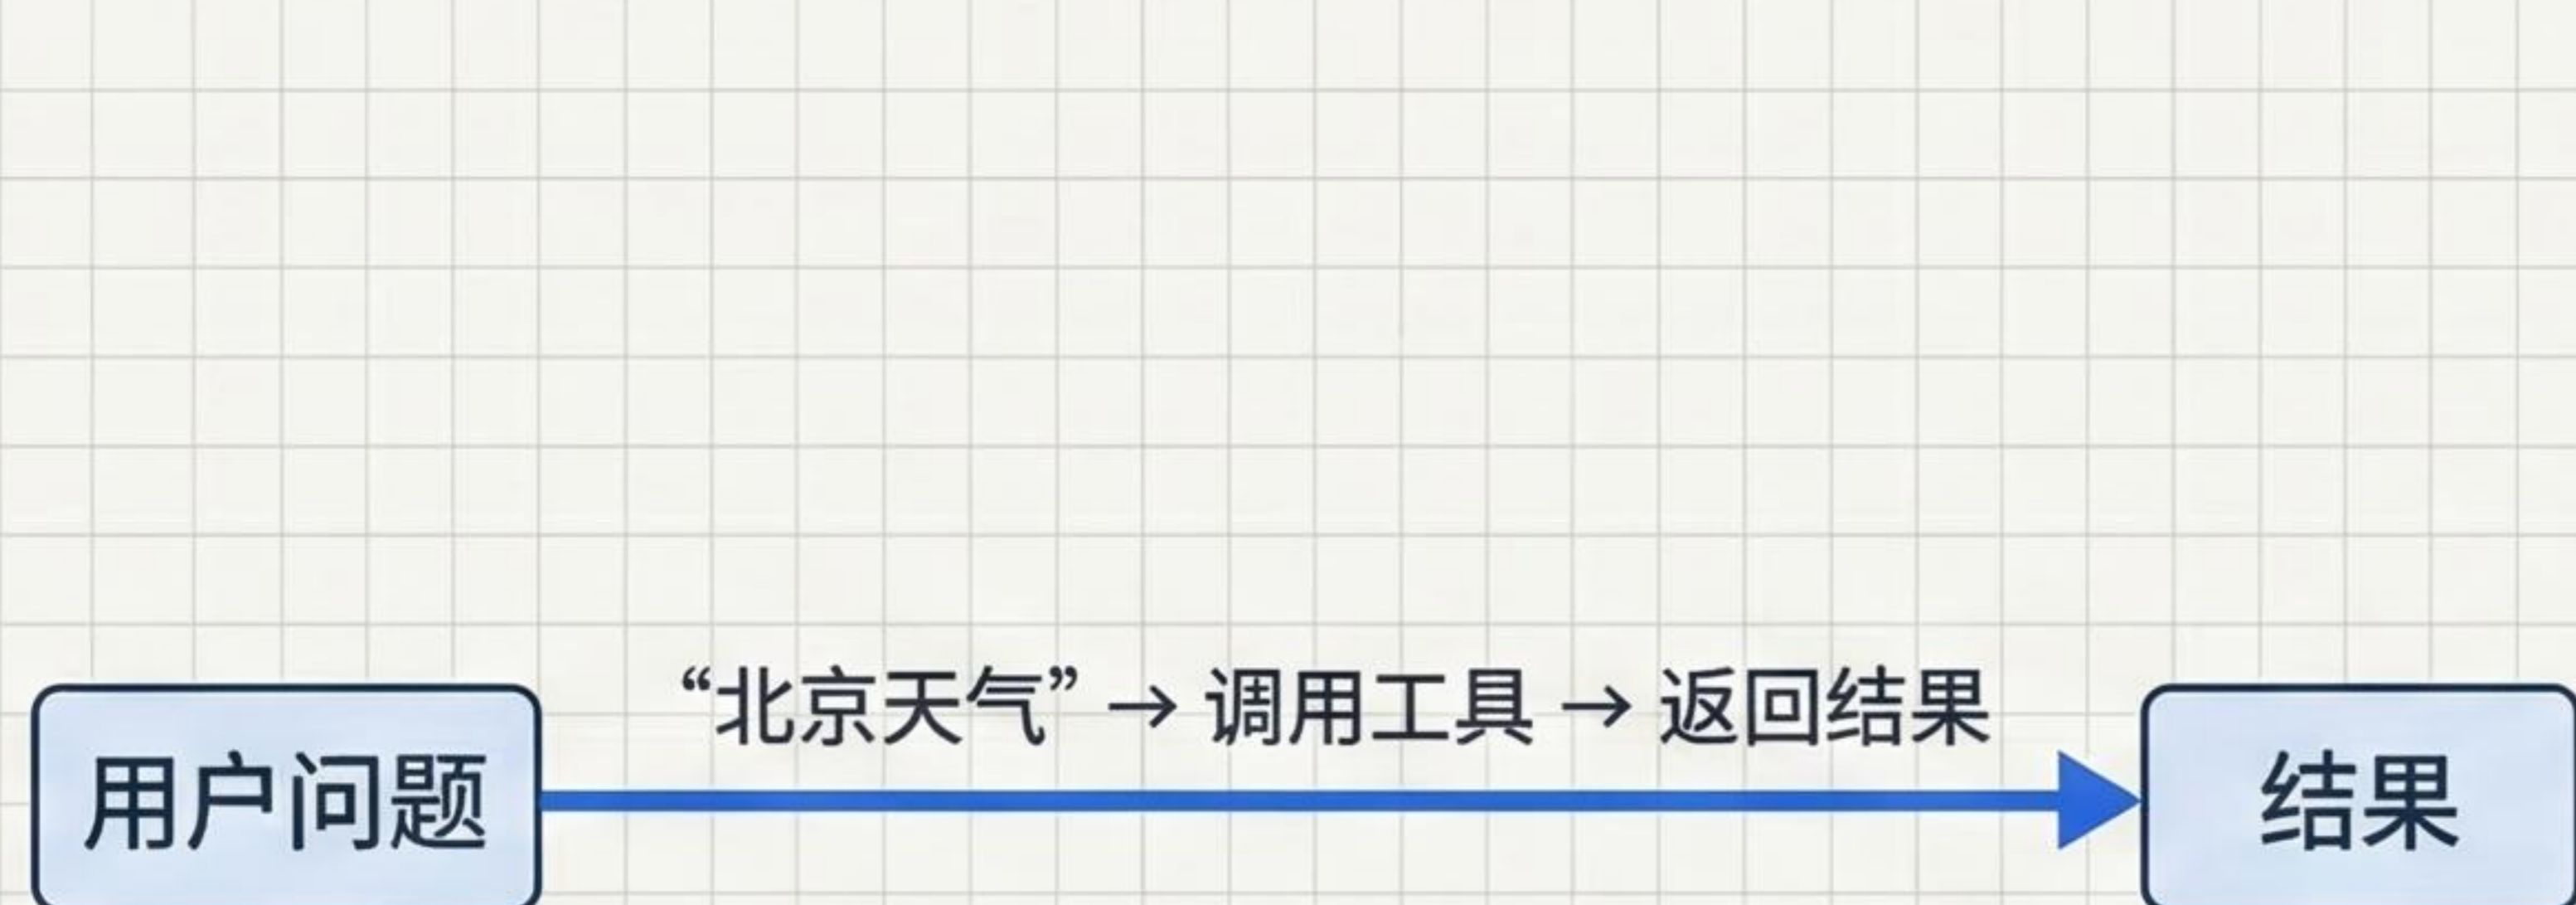 “北京天气” → 调用工具 → 返回结果
用户问题
结果